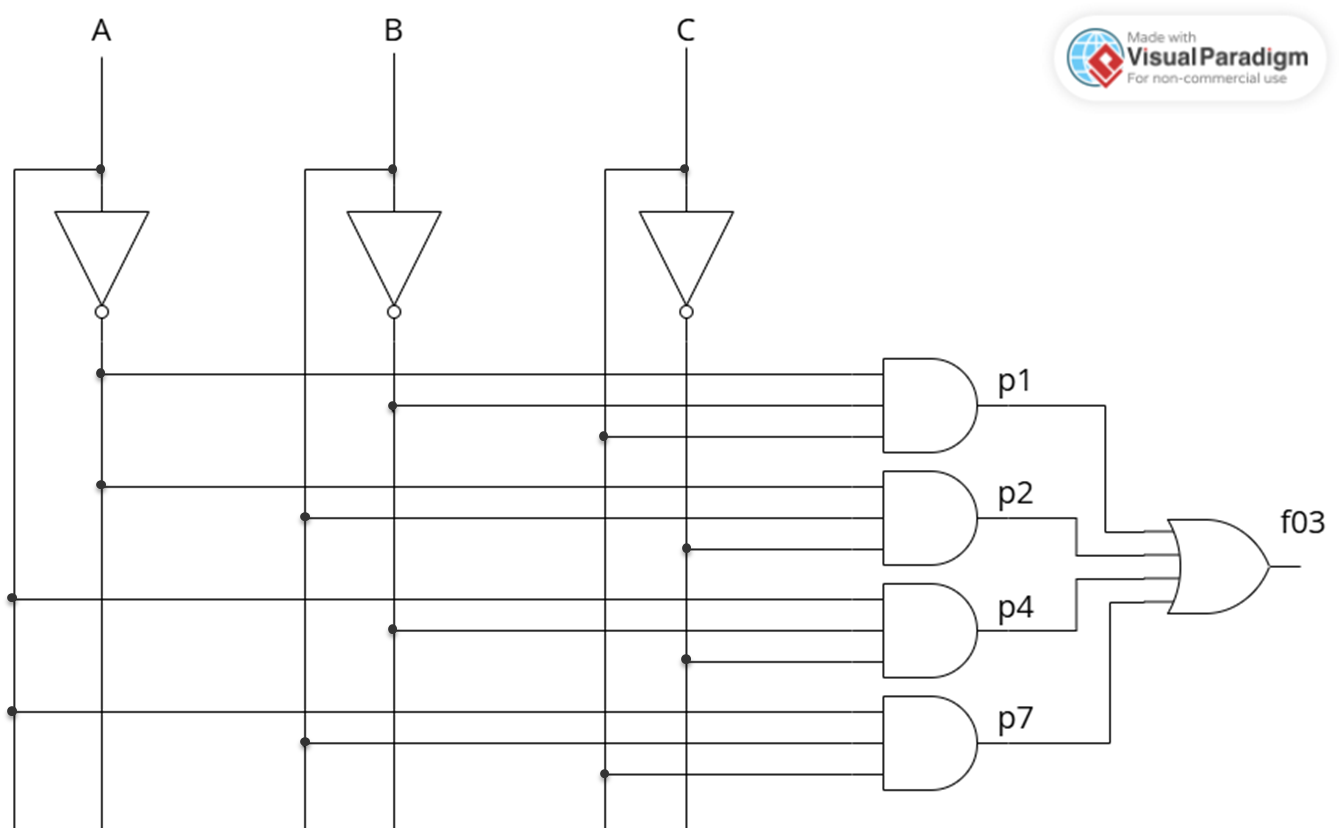 A
B
C
Made with
Visual Paradigm
For non-commercial use
p1
p2
f03
p4
p7